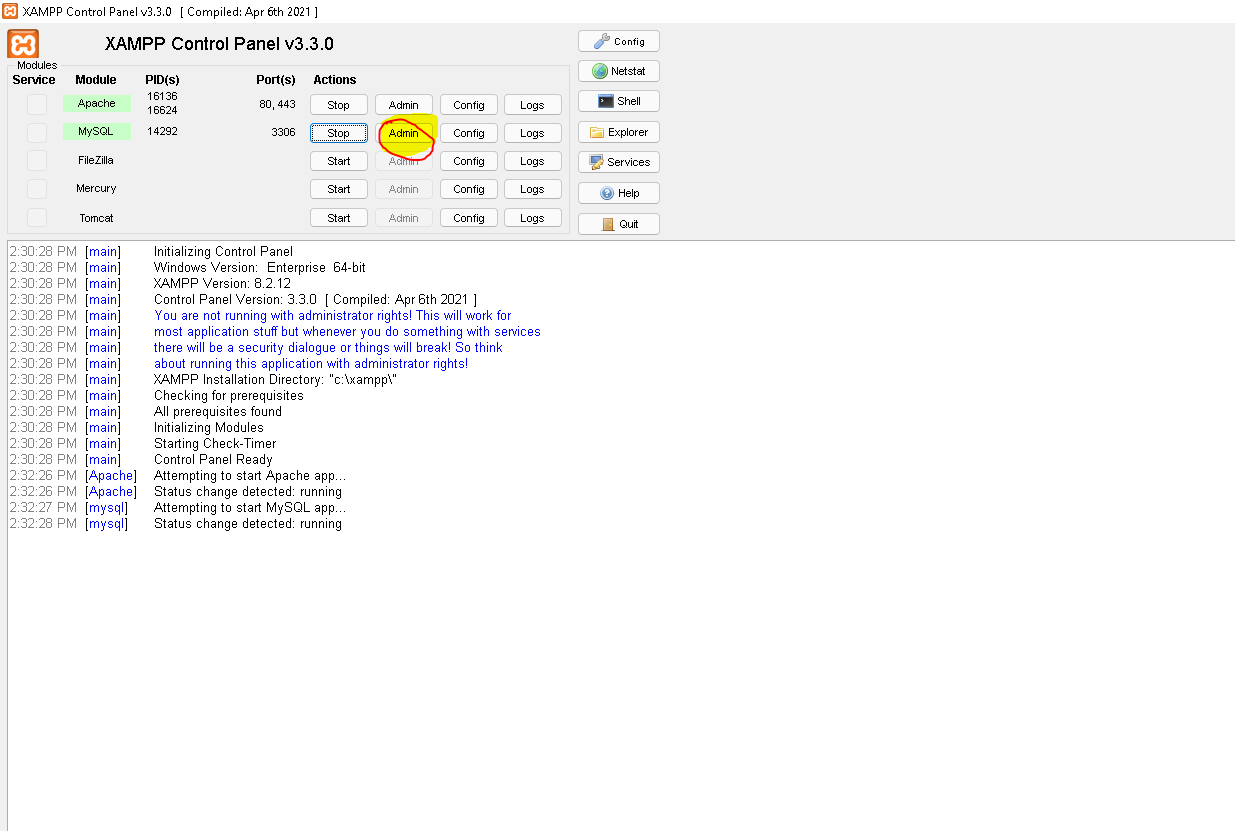 XAMPP Control Panel v3.3.0 [ Compiled: Apr 6th 2021 ]
XAMPP Control Panel v3.3.0
Config
Modules
Service Module PID(s) Port(s) Actions
Netstat
Apache 16136 16624 80, 443 Stop Admin Config Logs
Shell
MySQL 14292 3306 Stop Admin Config Logs
Explorer
FileZilla Start Admin Config Logs
Services
Mercury Start Admin Config Logs
Help
Tomcat Start Admin Config Logs
Quit
2:30:28 PM [main] Initializing Control Panel
2:30:28 PM [main] Windows Version: Enterprise 64-bit
2:30:28 PM [main] XAMPP Version: 8.2.12
2:30:28 PM [main] Control Panel Version: 3.3.0 [ Compiled: Apr 6th 2021 ]
2:30:28 PM [main] You are not running with administrator rights! This will work for
2:30:28 PM [main] most application stuff but whenever you do something with services
2:30:28 PM [main] there will be a security dialogue or things will break! So think
2:30:28 PM [main] about running this application with administrator rights!
2:30:28 PM [main] XAMPP Installation Directory: "c:\xampp\"
2:30:28 PM [main] Checking for prerequisites
2:30:28 PM [main] All prerequisites found
2:30:28 PM [main] Initializing Modules
2:30:28 PM [main] Starting Check-Timer
2:30:28 PM [main] Control Panel Ready
2:32:26 PM [Apache] Attempting to start Apache app...
2:32:26 PM [Apache] Status change detected: running
2:32:27 PM [mysql] Attempting to start MySQL app...
2:32:28 PM [mysql] Status change detected: running